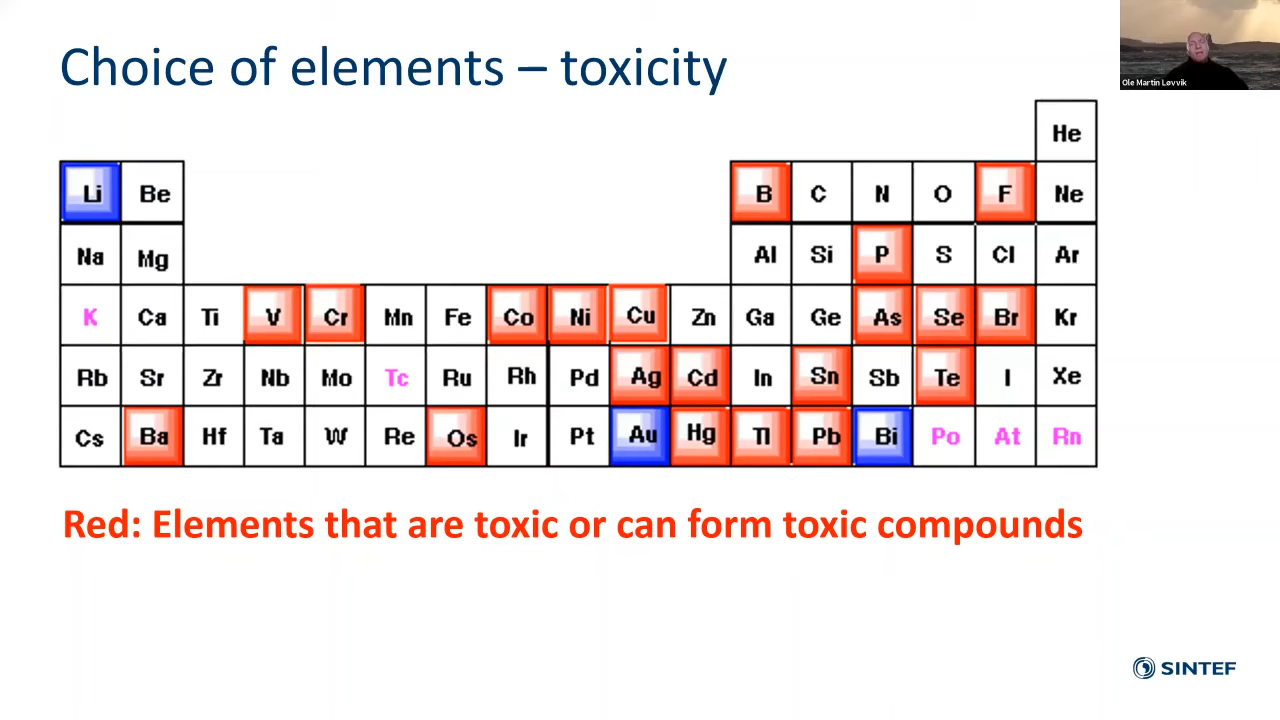 Choice of elements – toxicity
Ole Martin Løvvik
He
Li Be B C N O F Ne
Na Mg Al Si P S Cl Ar
K Ca Ti V Cr Mn Fe Co Ni Cu Zn Ga Ge As Se Br Kr
Rb Sr Zr Nb Mo Tc Ru Rh Pd Ag Cd In Sn Sb Te I Xe
Cs Ba Hf Ta W Re Os Ir Pt Au Hg Tl Pb Bi Po At Rn
Red: Elements that are toxic or can form toxic compounds
SINTEF